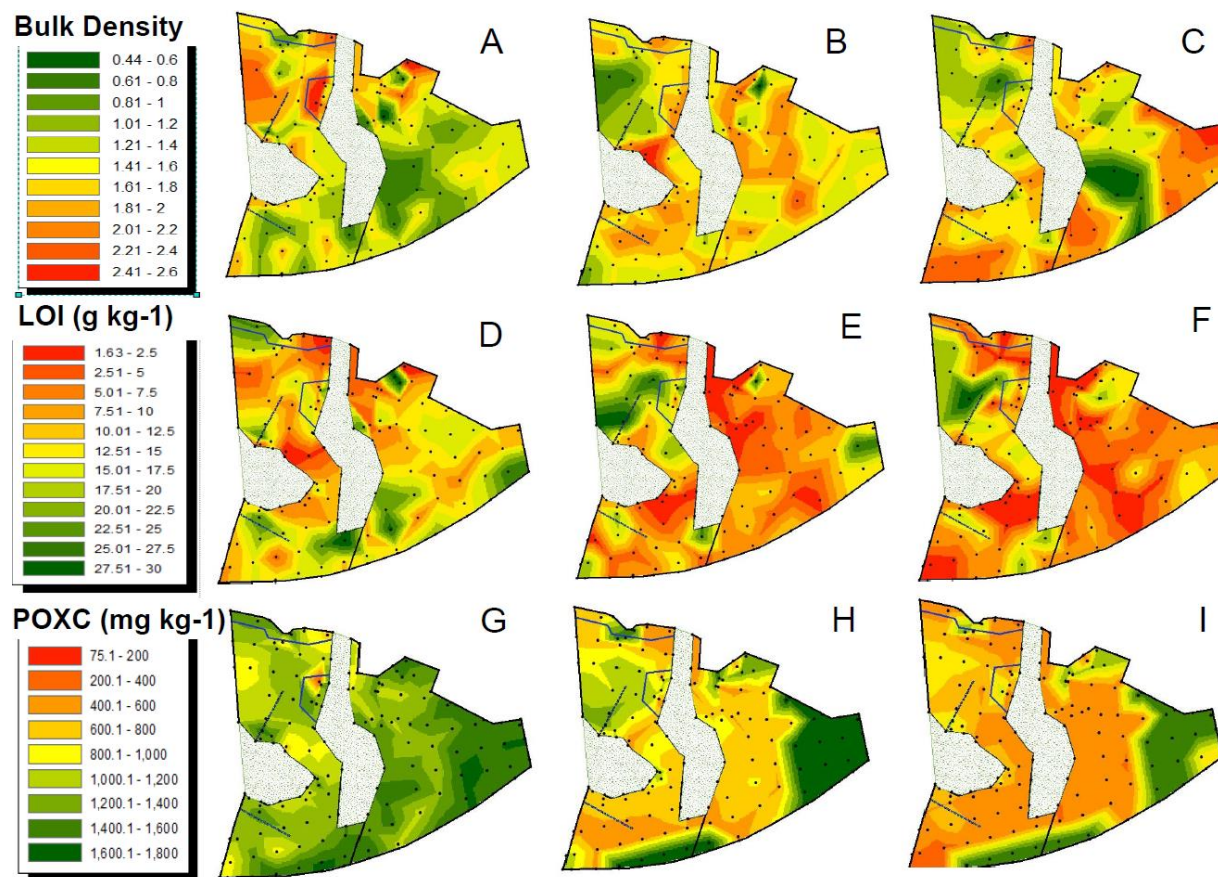 Bulk Density
0.44 - 0.6
0.61 - 0.8
0.81 - 1
1.01 - 1.2
1.21 - 1.4
1.41 - 1.6
1.61 - 1.8
1.81 - 2
2.01 - 2.2
2.21 - 2.4
2.41 - 2.6
A
B
C
LOI (g kg-1)
1.63 - 2.5
2.51 - 5
5.01 - 7.5
7.51 - 10
10.01 - 12.5
12.51 - 15
15.01 - 17.5
17.51 - 20
20.01 - 22.5
22.51 - 25
25.01 - 27.5
27.51 - 30
D
E
F
POXC (mg kg-1)
75.1 - 200
200.1 - 400
400.1 - 600
600.1 - 800
800.1 - 1,000
1,000.1 - 1,200
1,200.1 - 1,400
1,400.1 - 1,600
1,600.1 - 1,800
G
H
I